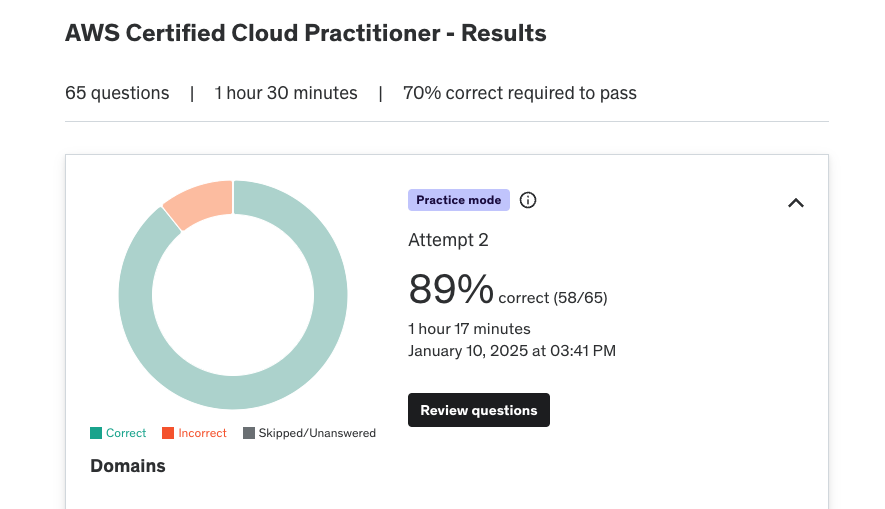 AWS Certified Cloud Practitioner - Results
65 questions | 1 hour 30 minutes | 70% correct required to pass
Practice mode
Attempt 2
89% correct (58/65)
1 hour 17 minutes
January 10, 2025 at 03:41 PM
Review questions
Correct Incorrect Skipped/Unanswered
Domains